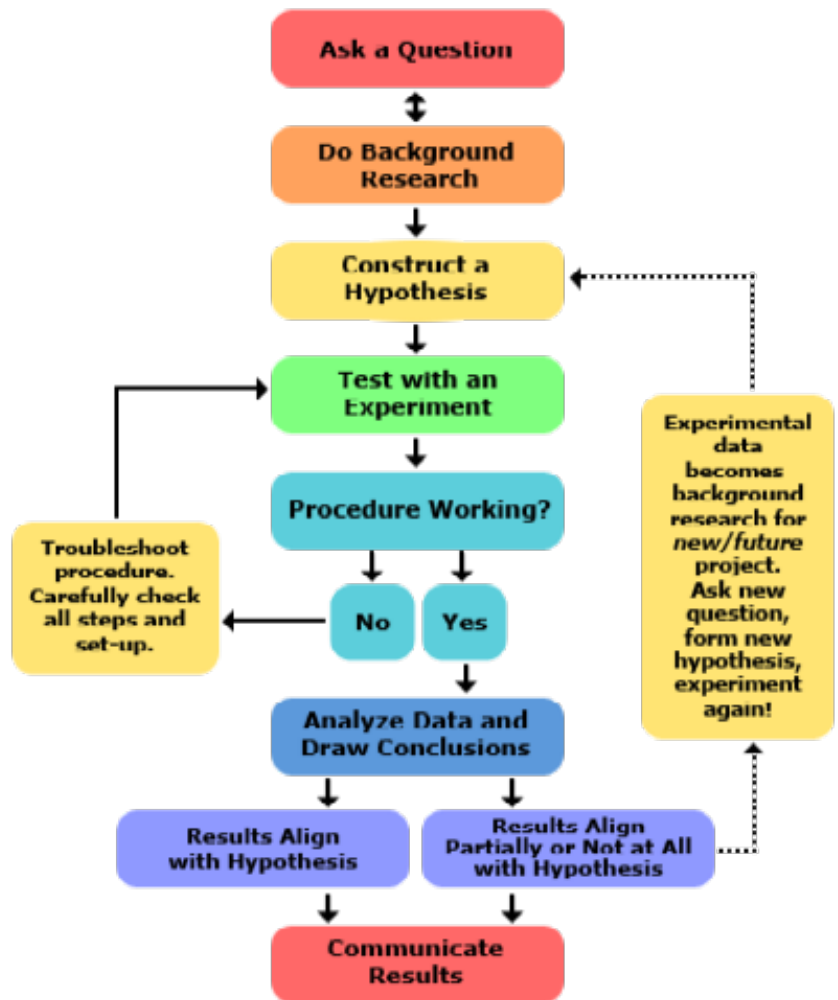 Ask a Question
Do Background
Research
Construct a
Hypothesis
Test with an
Experiment
Procedure Working?
No
Yes
Troubleshoot
procedure.
Carefully check
all steps and
set-up.
Experimental
data
becomes
background
research for
new/future
project.
Ask new
question,
form new
hypothesis,
experiment
again!
Analyze Data and
Draw Conclusions
Results Align
with Hypothesis
Results Align
Partially or Not at All
with Hypothesis
Communicate
Results